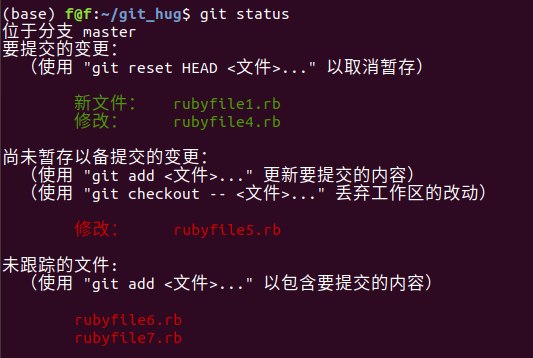 (base) f@f:~/git_hug$ git status
位于分支 master
要提交的变更：
（使用 "git reset HEAD <文件>..." 以取消暂存）
新文件： rubyfile1.rb
修改： rubyfile4.rb
尚未暂存以备提交的变更：
（使用 "git add <文件>..." 更新要提交的内容）
（使用 "git checkout -- <文件>..." 丢弃工作区的改动）
修改： rubyfile5.rb
未跟踪的文件:
（使用 "git add <文件>..." 以包含要提交的内容）
rubyfile6.rb
rubyfile7.rb